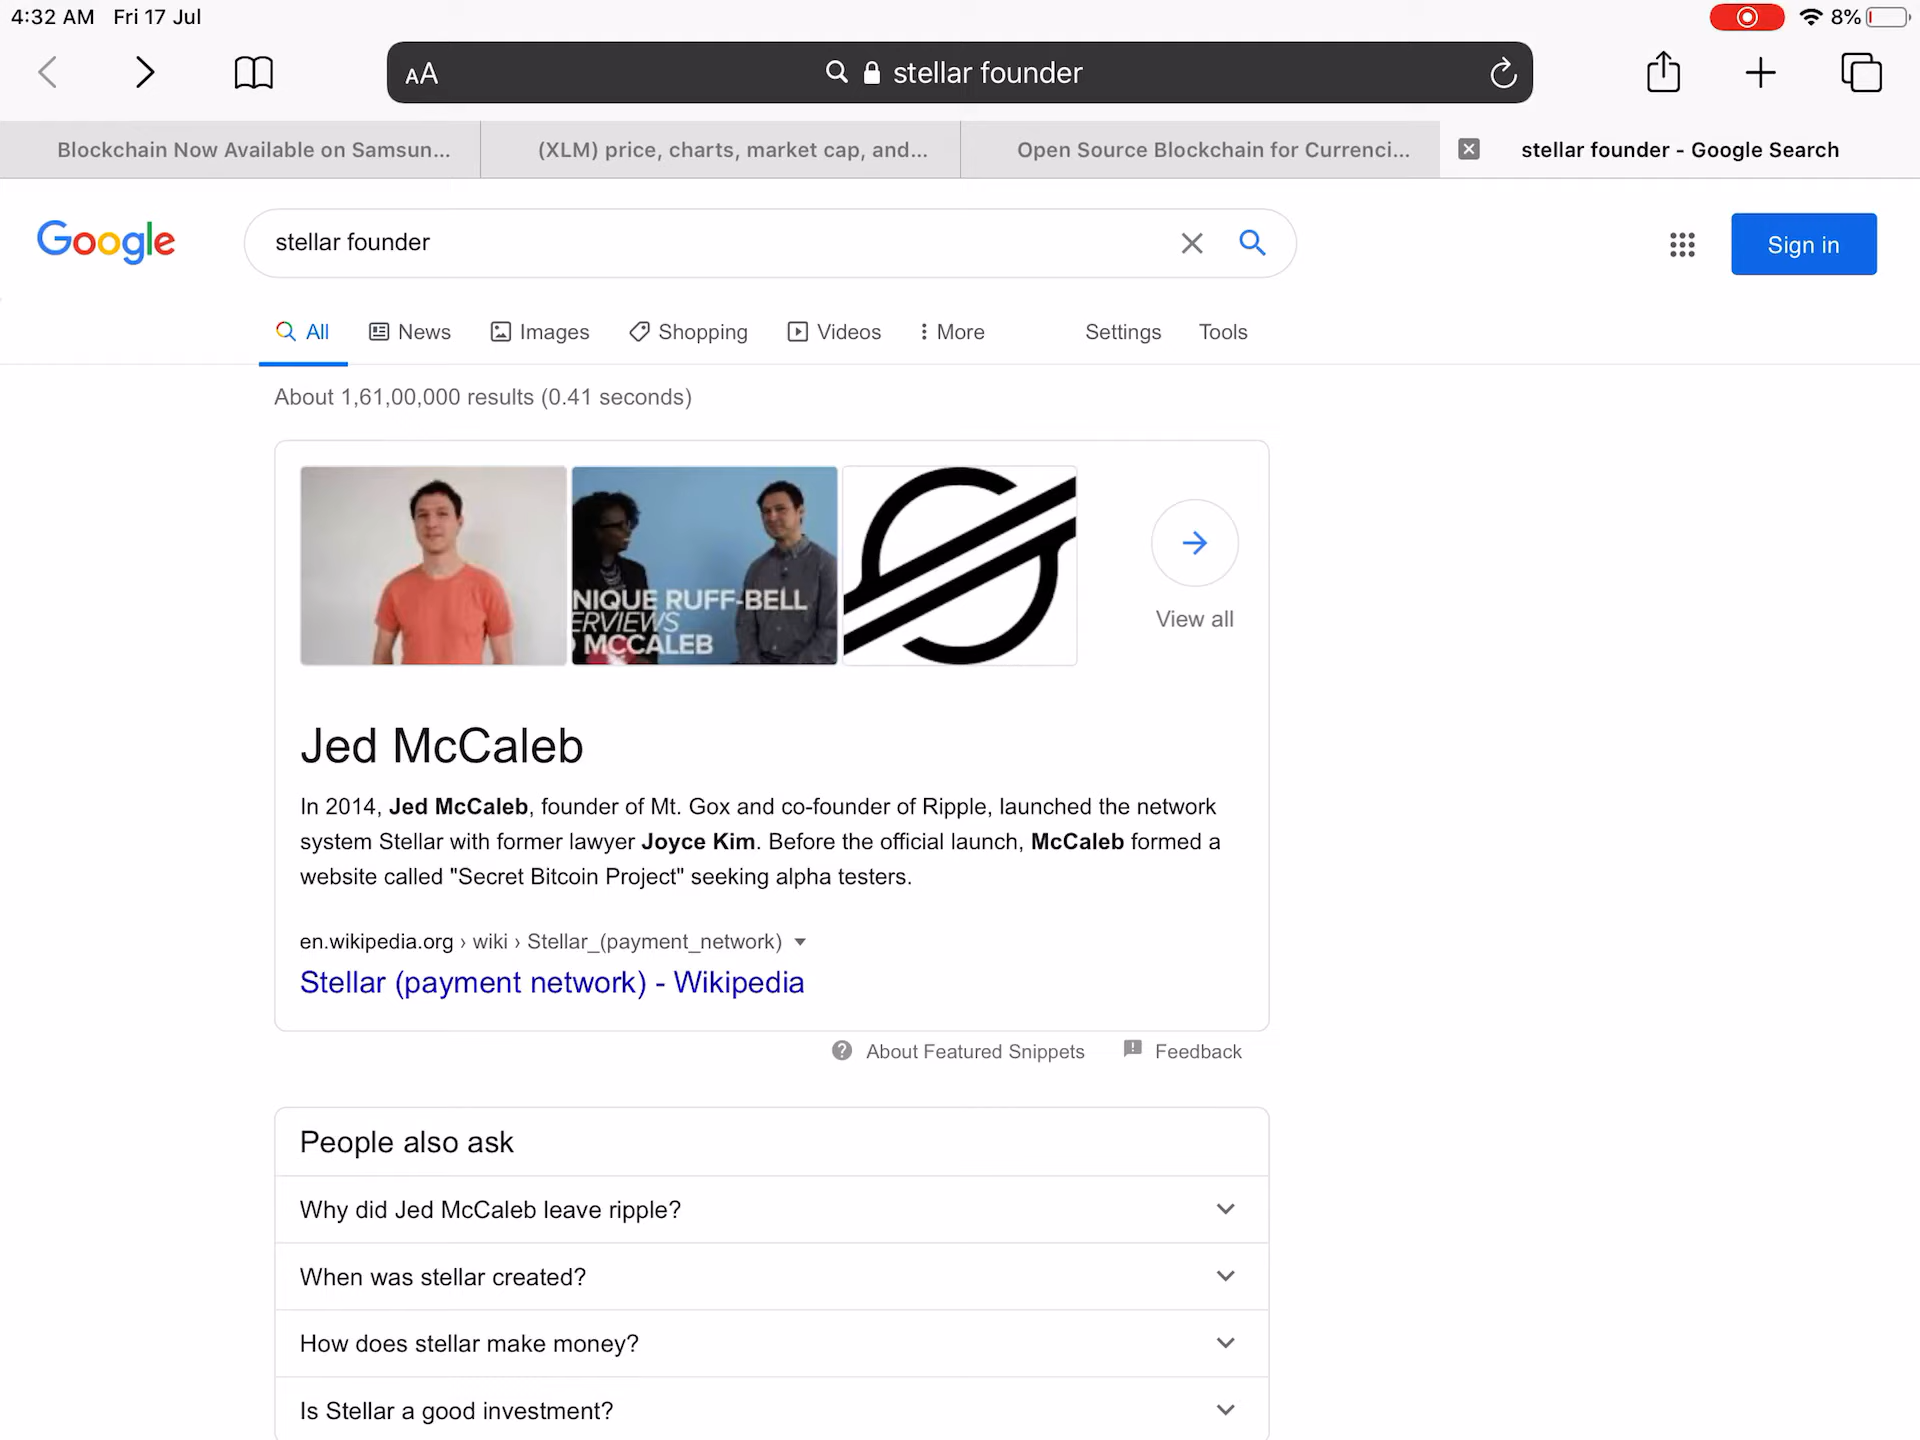 4:32 AM Fri 17 Jul
8%
AA
stellar founder
Blockchain Now Available on Samsun...
(XLM) price, charts, market cap, and...
Open Source Blockchain for Currenci...
stellar founder - Google Search
Google
stellar founder
Sign in
All
News
Images
Shopping
Videos
More
Settings
Tools
About 1,61,00,000 results (0.41 seconds)
NIQUE RUFF-BELL
ERVIEWS
MCCALEB
View all
Jed McCaleb
In 2014, Jed McCaleb, founder of Mt. Gox and co-founder of Ripple, launched the network
system Stellar with former lawyer Joyce Kim. Before the official launch, McCaleb formed a
website called "Secret Bitcoin Project" seeking alpha testers.
en.wikipedia.org › wiki › Stellar_(payment_network)
Stellar (payment network) - Wikipedia
About Featured Snippets
Feedback
People also ask
Why did Jed McCaleb leave ripple?
When was stellar created?
How does stellar make money?
Is Stellar a good investment?